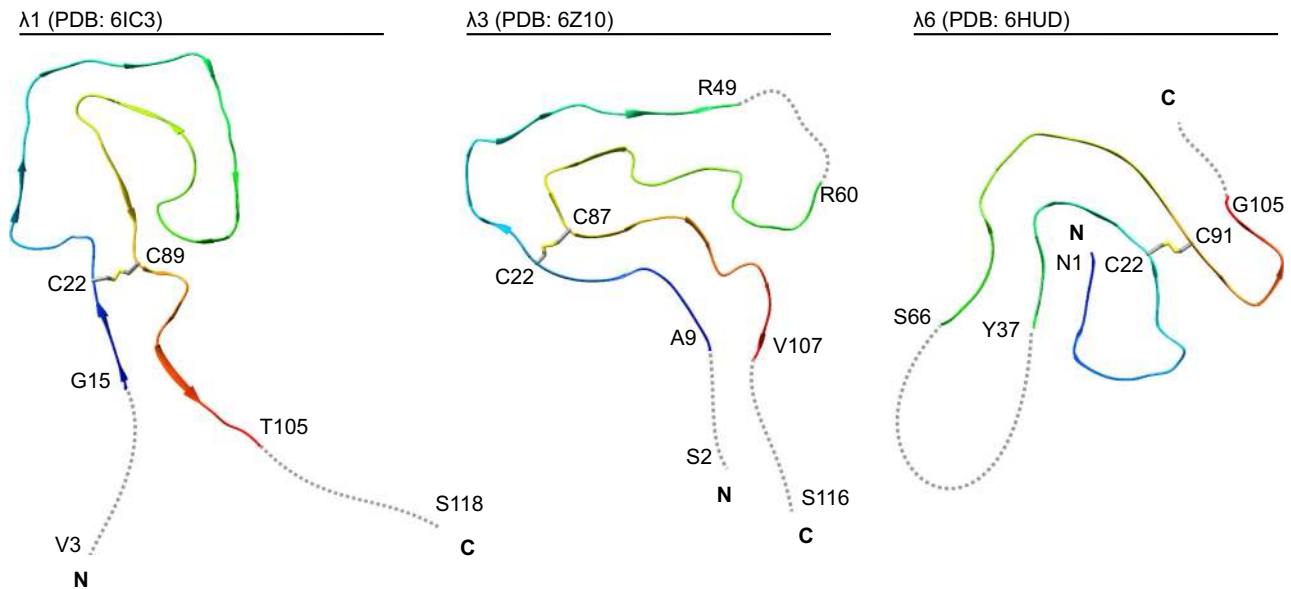 λ1 (PDB: 6IC3)
C22
C89
G15
T105
V3
N
S118
C
λ3 (PDB: 6Z10)
R49
R60
C87
C22
A9
V107
S2
N
S116
C
λ6 (PDB: 6HUD)
C
G105
N
N1
C22
C91
S66
Y37